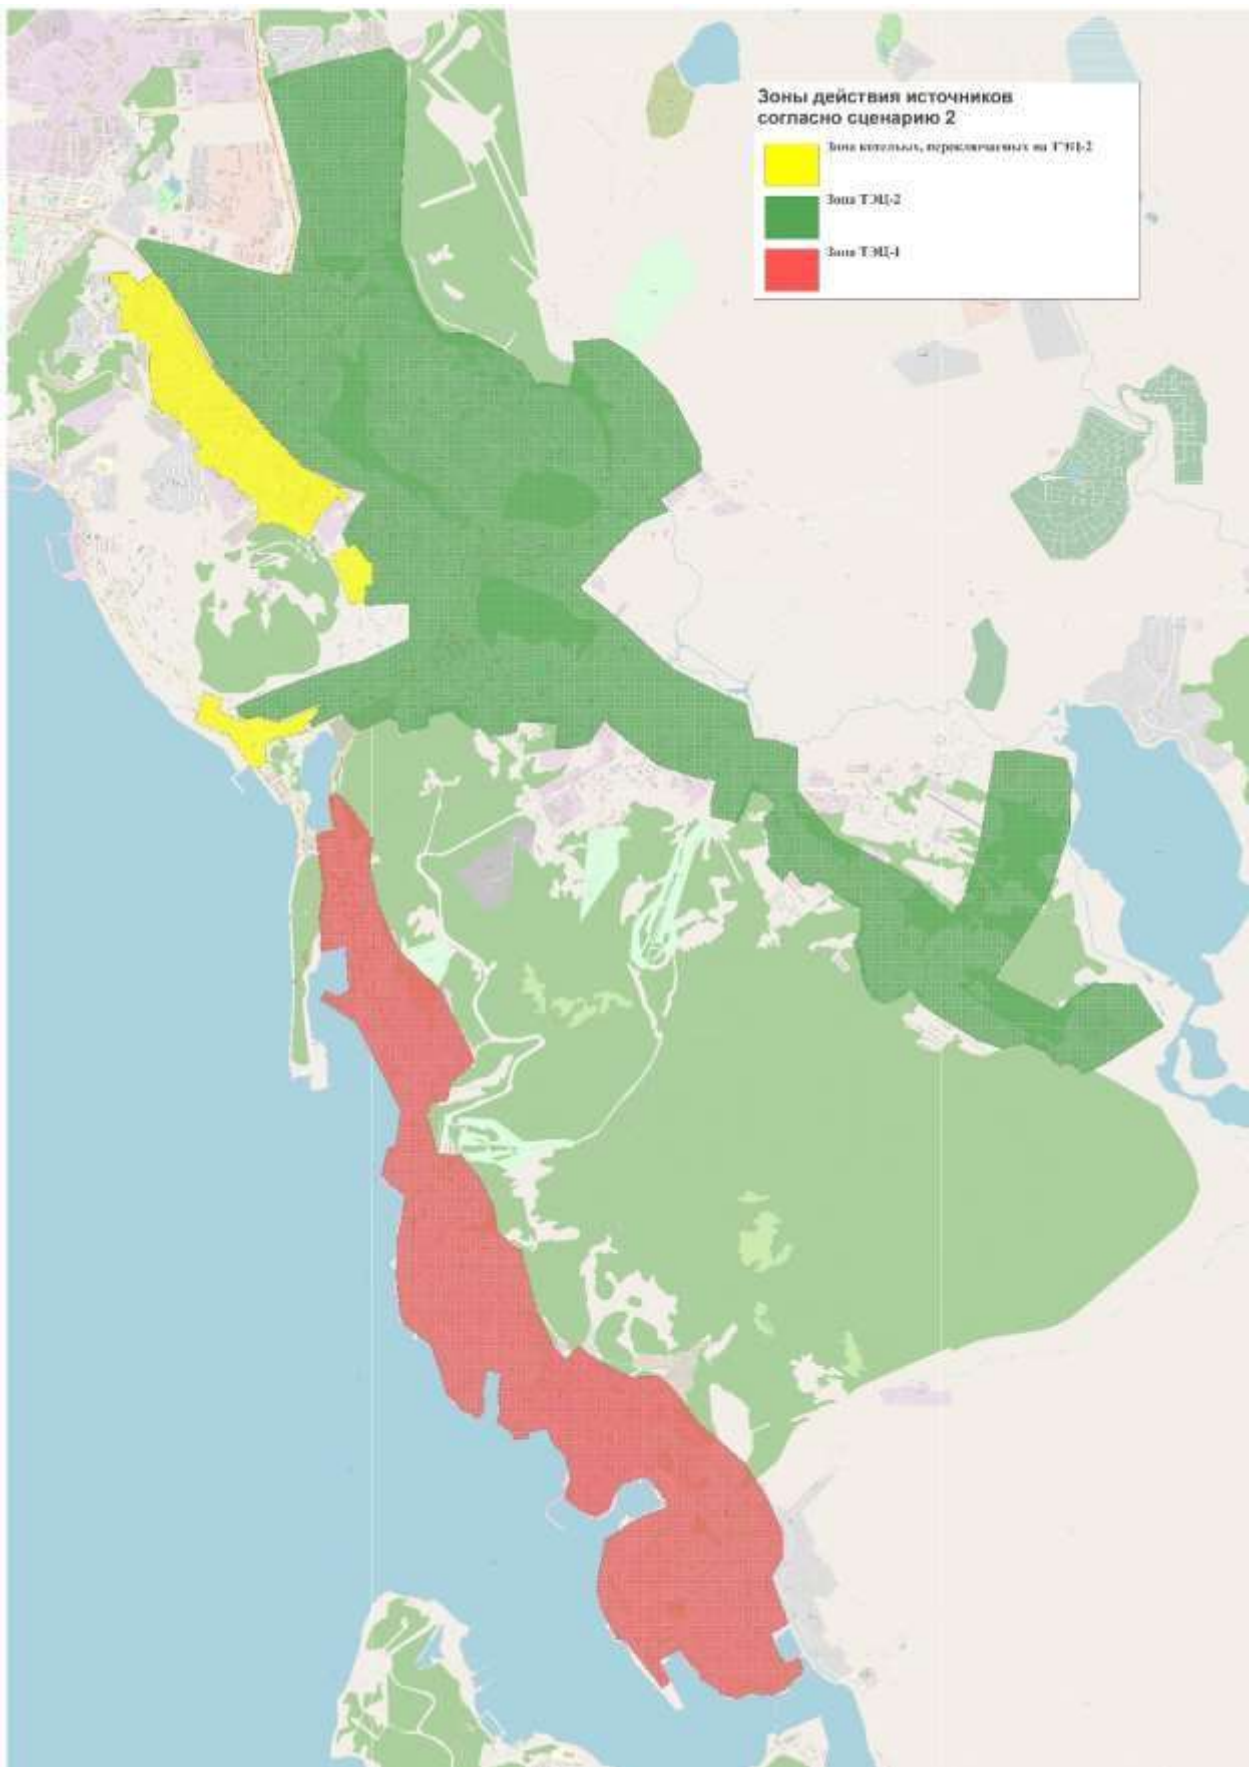 Зоны действия источников
согласно сценарию 2
Зона котельных, переключаемых на ТЭЦ-2
Зона ТЭЦ-2
Зона ТЭЦ-1